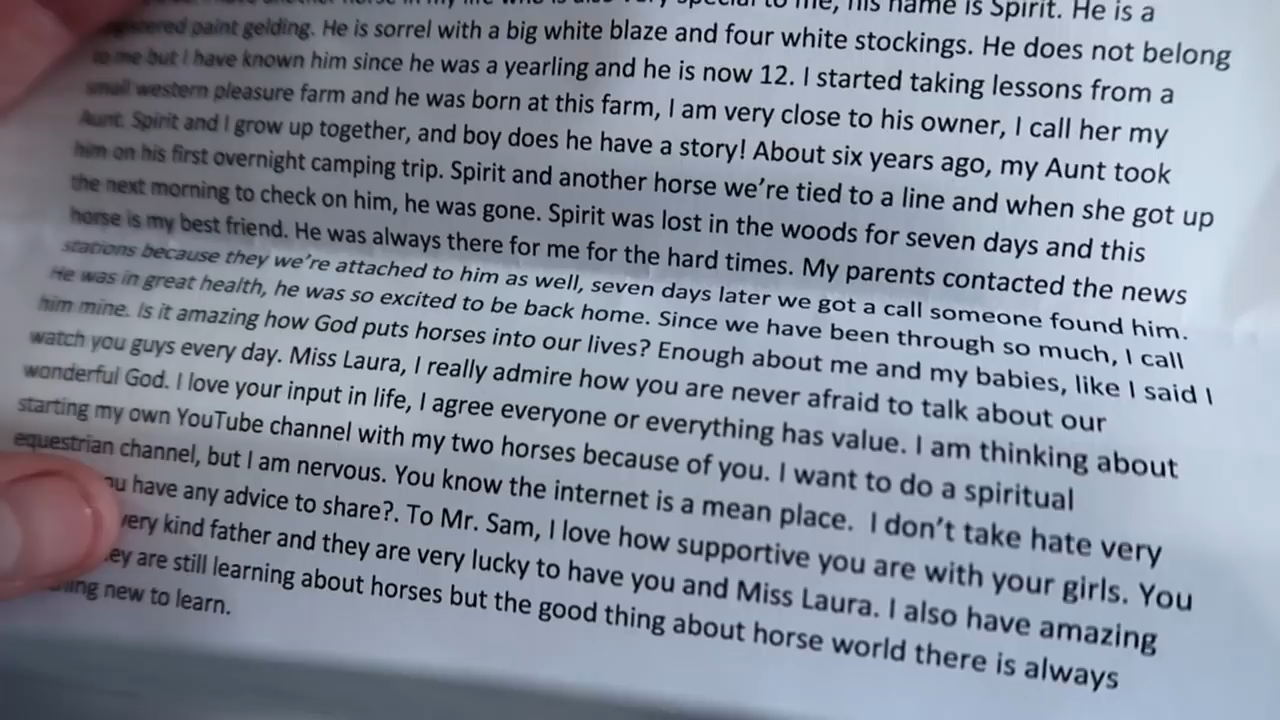 special to me, his name is Spirit. He is a
paint gelding. He is sorrel with a big white blaze and four white stockings. He does not belong
to me but I have known him since he was a yearling and he is now 12. I started taking lessons from a
small western pleasure farm and he was born at this farm, I am very close to his owner, I call her my
Aunt. Spirit and I grow up together, and boy does he have a story! About six years ago, my Aunt took
him on his first overnight camping trip. Spirit and another horse we're tied to a line and when she got up
the next morning to check on him, he was gone. Spirit was lost in the woods for seven days and this
horse is my best friend. He was always there for me for the hard times. My parents contacted the news
stations because they we're attached to him as well, seven days later we got a call someone found him.
He was in great health, he was so excited to be back home. Since we have been through so much, I call
him mine. Is it amazing how God puts horses into our lives? Enough about me and my babies, like I said I
watch you guys every day. Miss Laura, I really admire how you are never afraid to talk about our
wonderful God. I love your input in life, I agree everyone or everything has value. I am thinking about
starting my own YouTube channel with my two horses because of you. I want to do a spiritual
equestrian channel, but I am nervous. You know the internet is a mean place. I don't take hate very
have any advice to share?. To Mr. Sam, I love how supportive you are with your girls. You
very kind father and they are very lucky to have you and Miss Laura. I also have amazing
are still learning about horses but the good thing about horse world there is always
new to learn.